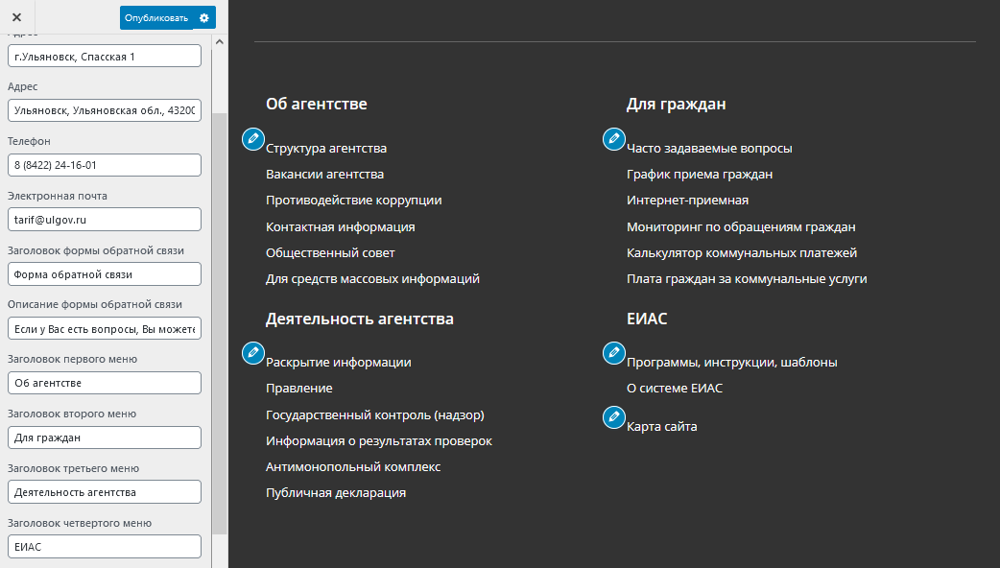 Опубликовать
Адрес
г.Ульяновск, Спасская 1
Адрес
Ульяновск, Ульяновская обл., 43200
Телефон
8 (8422) 24-16-01
Электронная почта
tarif@ulgov.ru
Заголовок формы обратной связи
Форма обратной связи
Описание формы обратной связи
Если у Вас есть вопросы, Вы можете
Заголовок первого меню
Об агентстве
Заголовок второго меню
Для граждан
Заголовок третьего меню
Деятельность агентства
Заголовок четвертого меню
ЕИАС
Об агентстве
Структура агентства
Вакансии агентства
Противодействие коррупции
Контактная информация
Общественный совет
Для средств массовых информаций
Для граждан
Часто задаваемые вопросы
График приема граждан
Интернет-приемная
Мониторинг по обращениям граждан
Калькулятор коммунальных платежей
Плата граждан за коммунальные услуги
Деятельность агентства
Раскрытие информации
Правление
Государственный контроль (надзор)
Информация о результатах проверок
Антимонопольный комплекс
Публичная декларация
ЕИАС
Программы, инструкции, шаблоны
О системе ЕИАС
Карта сайта